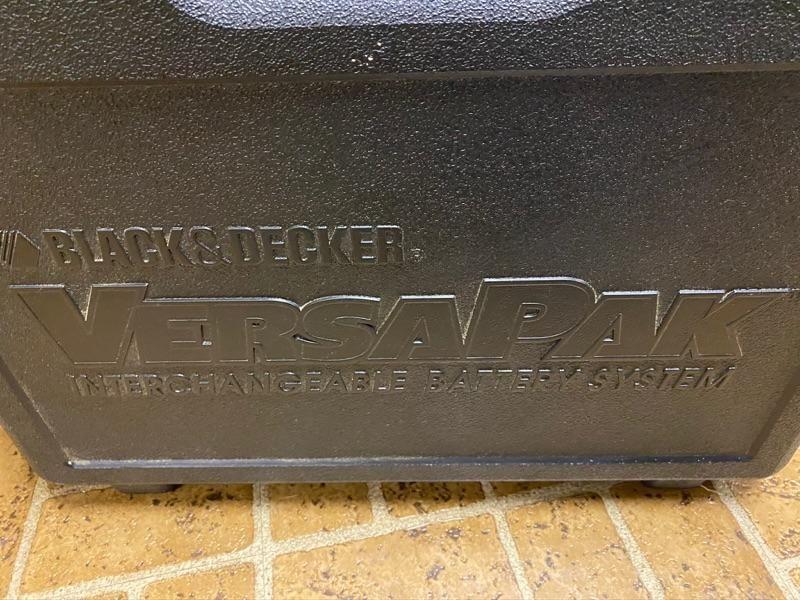 BLACK&DECKER
VERSAPAK
INTERCHANGEABLE BATTERY SYSTEM